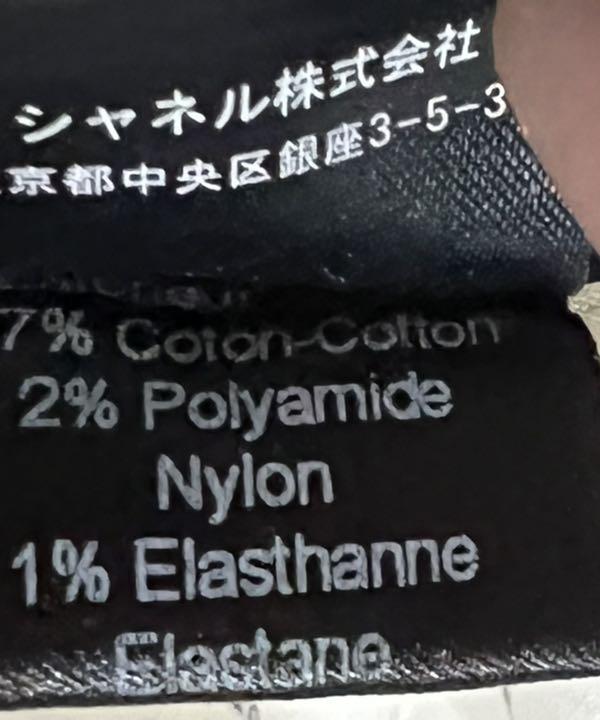 シャネル株式会社
京都中央区銀座3-5-3
7% Coton-Cotton
2% Polyamide
Nylon
1% Elasthanne
Elastane